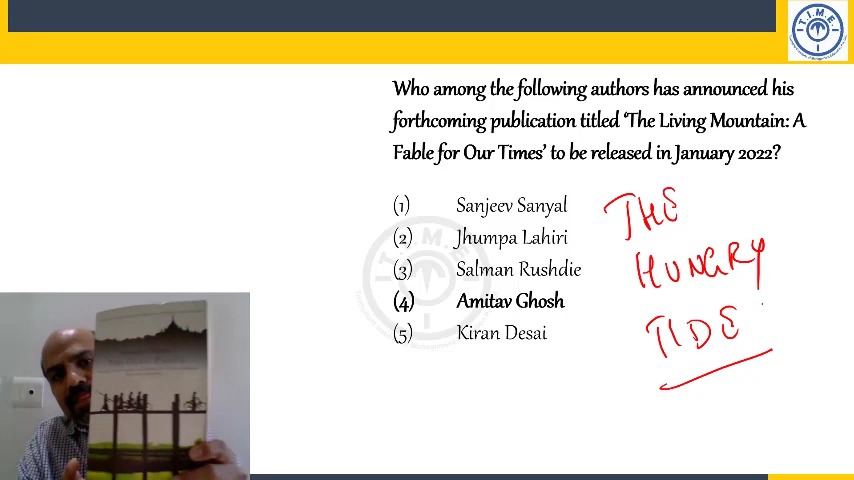 T.I.M.E.
Who among the following authors has announced his
forthcoming publication titled ‘The Living Mountain: A
Fable for Our Times’ to be released in January 2022?
(1) Sanjeev Sanyal
(2) Jhumpa Lahiri
(3) Salman Rushdie
(4) Amitav Ghosh
(5) Kiran Desai
THE
HUNGRY
TIDE